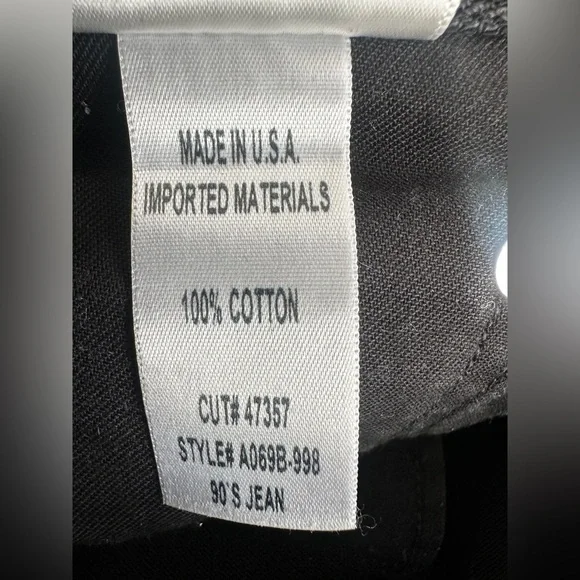 MADE IN U.S.A.
IMPORTED MATERIALS
100% COTTON
CUT# 47357
STYLE# A069B-998
90'S JEAN